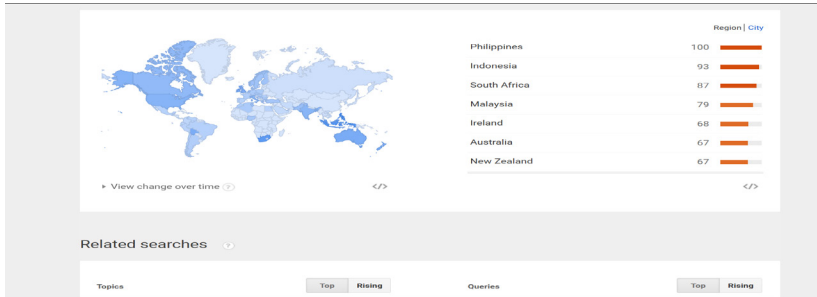 Region | City
Philippines 100
Indonesia 93
South Africa 87
Malaysia 79
Ireland 68
Australia 67
New Zealand 67
View change over time ?
</>
</>
Related searches ?
Topics Top Rising
Queries Top Rising